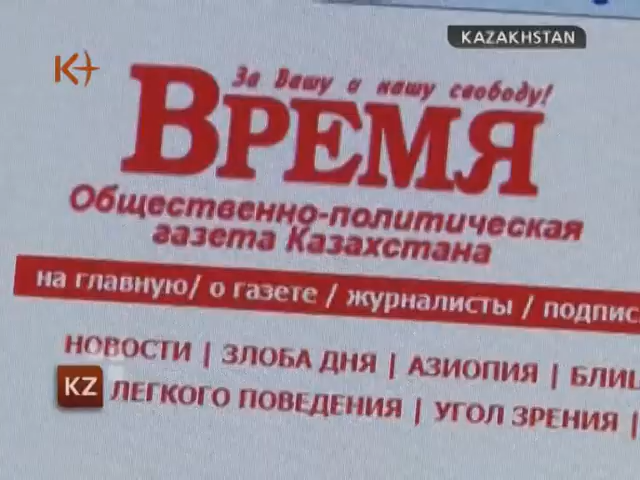 KAZAKHSTAN
K+
За Вашу и нашу свободу!
ВРЕМЯ
Общественно-политическая
газета Казахстана
на главную/ о газете / журналисты / подпис
НОВОСТИ | ЗЛОБА ДНЯ | АЗИОПИЯ | БЛИЦ
KZ ЛЕГКОГО ПОВЕДЕНИЯ | УГОЛ ЗРЕНИЯ |